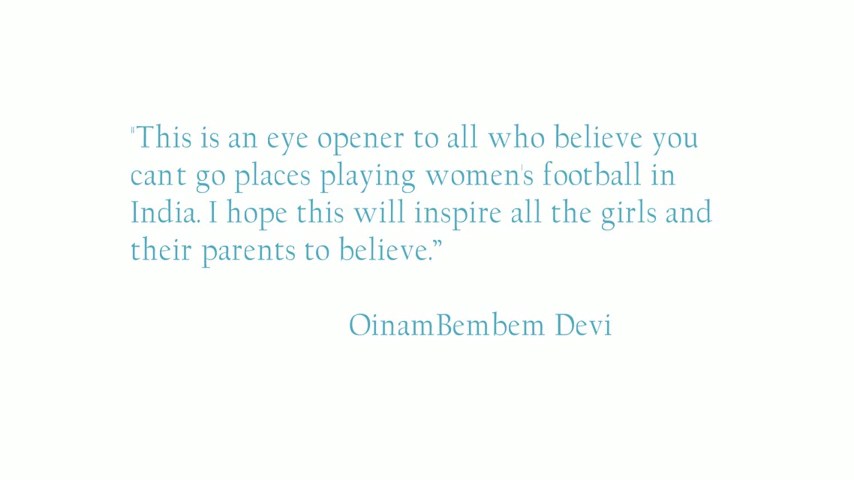 "This is an eye opener to all who believe you
cant go places playing women's football in
India. I hope this will inspire all the girls and
their parents to believe.”
OinamBembem Devi